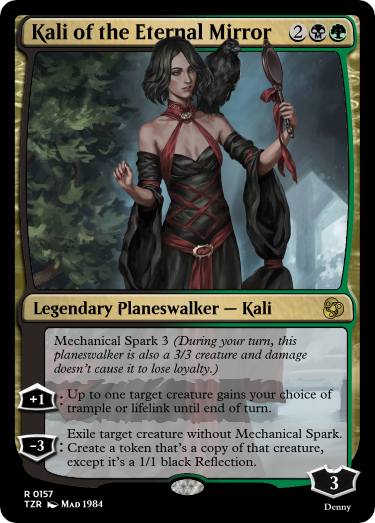 Kali of the Eternal Mirror 2
Legendary Planeswalker — Kali
Mechanical Spark 3 (During your turn, this
planeswalker is also a 3/3 creature and damage
doesn't cause it to lose loyalty.)
+1: Up to one target creature gains your choice of
trample or lifelink until end of turn.
-3: Exile target creature without Mechanical Spark.
Create a token that's a copy of that creature,
except it's a 1/1 black Reflection.
3
R 0157
TZR Mad 1984
Denny